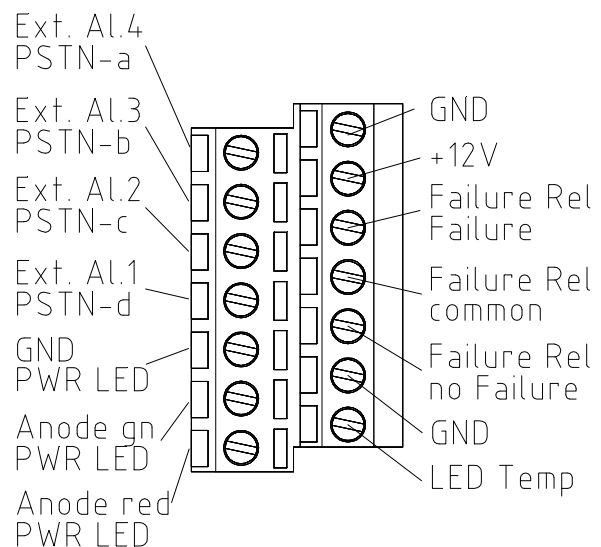 Ext. Al.4
PSTN-a
Ext. Al.3
PSTN-b
Ext. Al.2
PSTN-c
Ext. Al.1
PSTN-d
GND
PWR LED
Anode gn
PWR LED
Anode red
PWR LED
GND
+12V
Failure Rel
Failure
Failure Rel
common
Failure Rel
no Failure
GND
LED Temp